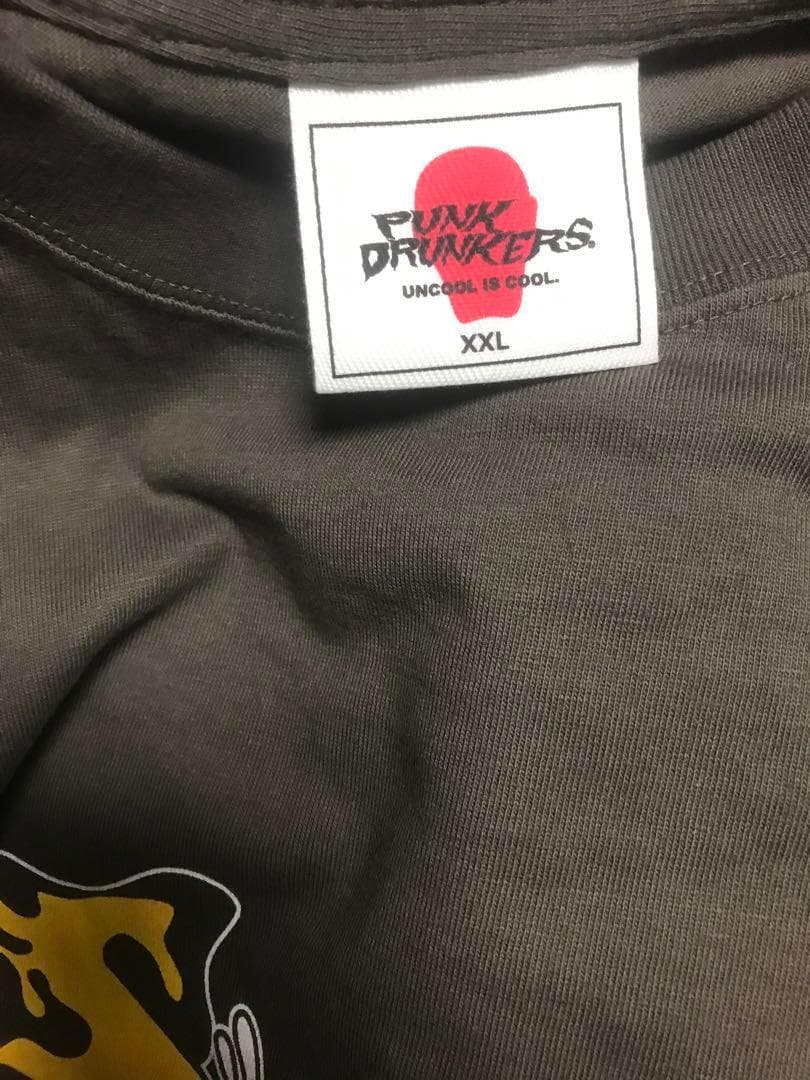 PUNK
DRUNKERS.
UNCOOL IS COOL.
XXL